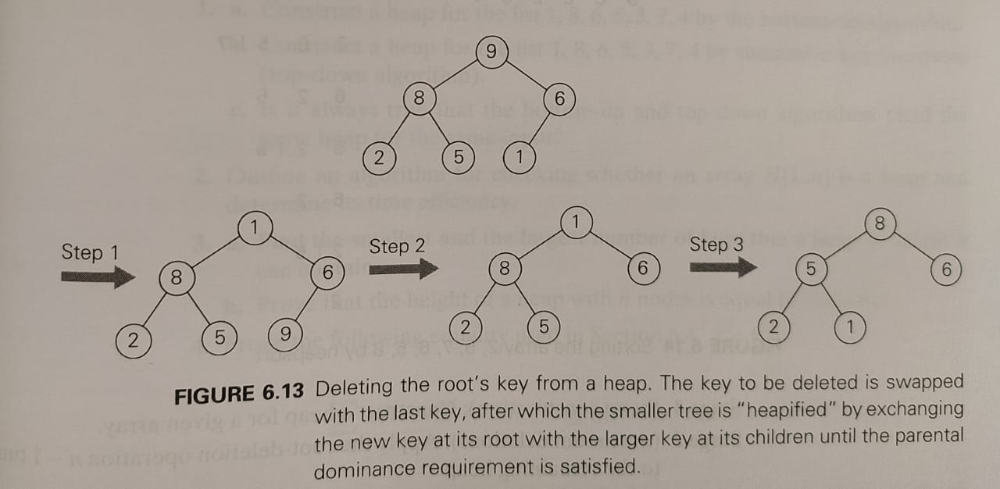 9
8 6
2 5 1
Step 1
1
8 6
2 5 9
Step 2
1
8 6
2 5
Step 3
8
5 6
2 1
FIGURE 6.13 Deleting the root's key from a heap. The key to be deleted is swapped
with the last key, after which the smaller tree is "heapified" by exchanging
the new key at its root with the larger key at its children until the parental
dominance requirement is satisfied.